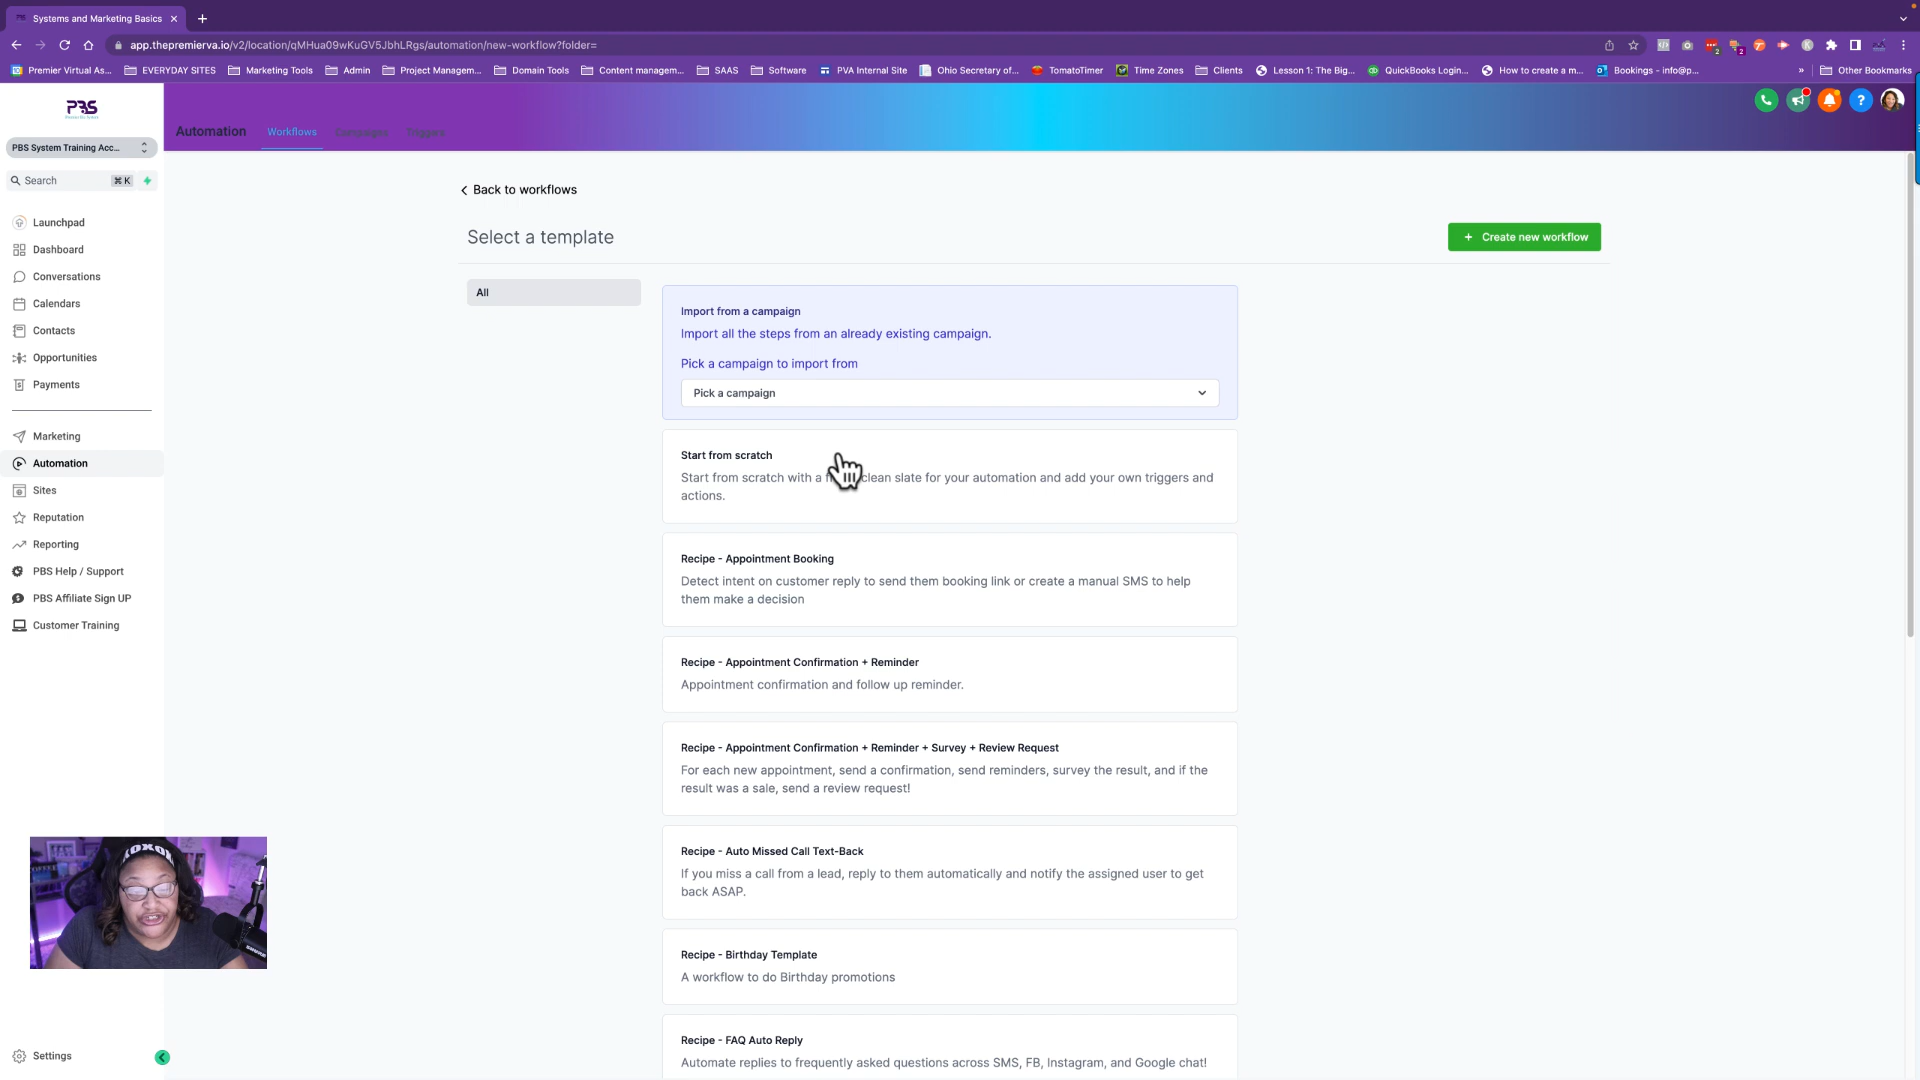 Systems and Marketing Basics
app.thepremierva.io/v2/location/qMHua09wKuGV5JbhLRgs/automation/new-workflow?folder=
Premier Virtual As... EVERYDAY SITES Marketing Tools Admin Project Managem... Domain Tools Content managem... SAAS Software PVA Internal Site Ohio Secretary of... TomatoTimer Time Zones Clients Lesson 1: The Big... QuickBooks Login... How to create a m... Bookings - info@p... » Other Bookmarks
PBS
Automation Workflows Campaigns Triggers
PBS System Training Acc...
Search ⌘ K
Launchpad
Dashboard
Conversations
Calendars
Contacts
Opportunities
Payments
Marketing
Automation
Sites
Reputation
Reporting
PBS Help / Support
PBS Affiliate Sign UP
Customer Training
Settings
Back to workflows
Select a template
+ Create new workflow
All
Import from a campaign
Import all the steps from an already existing campaign.
Pick a campaign to import from
Pick a campaign
Start from scratch
Start from scratch with a clean slate for your automation and add your own triggers and
actions.
Recipe - Appointment Booking
Detect intent on customer reply to send them booking link or create a manual SMS to help
them make a decision
Recipe - Appointment Confirmation + Reminder
Appointment confirmation and follow up reminder.
Recipe - Appointment Confirmation + Reminder + Survey + Review Request
For each new appointment, send a confirmation, send reminders, survey the result, and if the
result was a sale, send a review request!
Recipe - Auto Missed Call Text-Back
If you miss a call from a lead, reply to them automatically and notify the assigned user to get
back ASAP.
Recipe - Birthday Template
A workflow to do Birthday promotions
Recipe - FAQ Auto Reply
Automate replies to frequently asked questions across SMS, FB, Instagram, and Google chat!